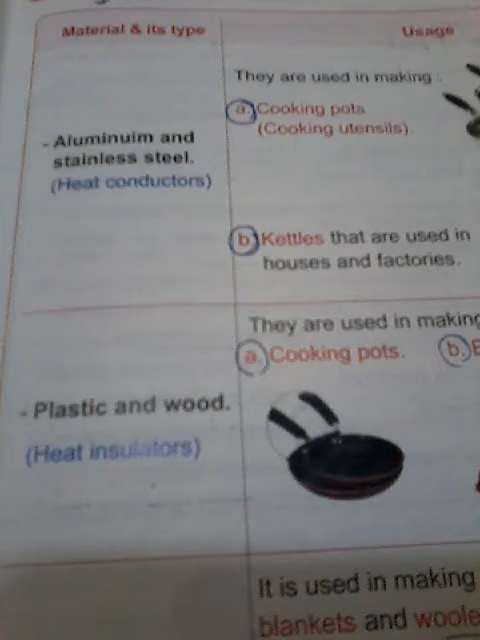 Material & its type
Usage
They are used in making :
a. Cooking pots
(Cooking utensils).
- Aluminuim and
stainless steel.
(Heat conductors)
b. Kettles that are used in
houses and factories.
They are used in making
a. Cooking pots.
b.
- Plastic and wood.
(Heat insulators)
It is used in making
blankets and woole